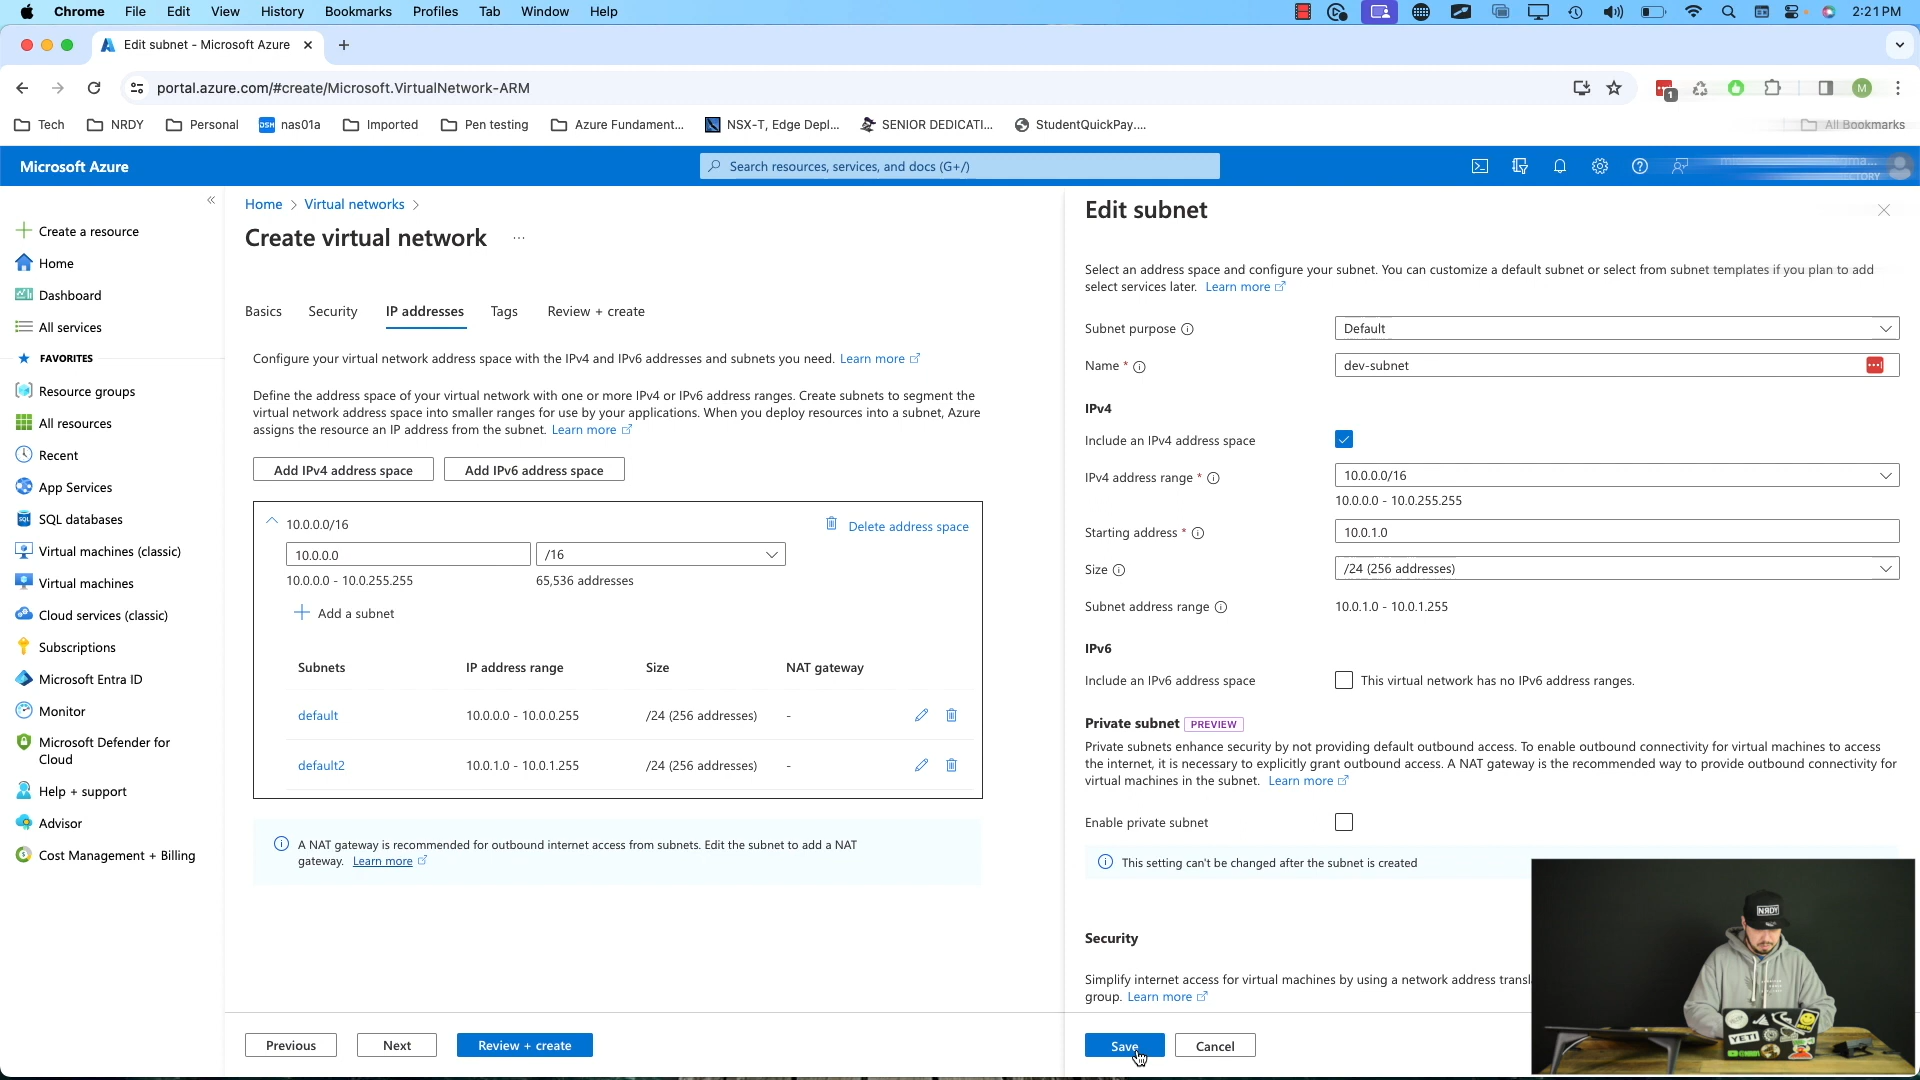 Chrome File Edit View History Bookmarks Profiles Tab Window Help 2:21 PM
Edit subnet - Microsoft Azure
portal.azure.com/#create/Microsoft.VirtualNetwork-ARM
1
M
Tech NRDY Personal nas01a Imported Pen testing Azure Fundament... NSX-T, Edge Depl... SENIOR DEDICATI... StudentQuickPay.... All Bookmarks
Microsoft Azure
Search resources, services, and docs (G+/)
Create a resource
Home
Dashboard
All services
FAVORITES
Resource groups
All resources
Recent
App Services
SQL databases
Virtual machines (classic)
Virtual machines
Cloud services (classic)
Subscriptions
Microsoft Entra ID
Monitor
Microsoft Defender for
Cloud
Help + support
Advisor
Cost Management + Billing
Home > Virtual networks >
Create virtual network ...
Basics Security IP addresses Tags Review + create
Configure your virtual network address space with the IPv4 and IPv6 addresses and subnets you need. Learn more
Define the address space of your virtual network with one or more IPv4 or IPv6 address ranges. Create subnets to segment the
virtual network address space into smaller ranges for use by your applications. When you deploy resources into a subnet, Azure
assigns the resource an IP address from the subnet. Learn more
Add IPv4 address space Add IPv6 address space
10.0.0.0/16 Delete address space
10.0.0.0 /16
10.0.0.0 - 10.0.255.255 65,536 addresses
+ Add a subnet
Subnets IP address range Size NAT gateway
default 10.0.0.0 - 10.0.0.255 /24 (256 addresses) -
default2 10.0.1.0 - 10.0.1.255 /24 (256 addresses) -
A NAT gateway is recommended for outbound internet access from subnets. Edit the subnet to add a NAT
gateway. Learn more
Previous Next Review + create
Edit subnet
Select an address space and configure your subnet. You can customize a default subnet or select from subnet templates if you plan to add
select services later. Learn more
Subnet purpose Default
Name * dev-subnet
IPv4
Include an IPv4 address space
IPv4 address range * 10.0.0.0/16
10.0.0.0 - 10.0.255.255
Starting address * 10.0.1.0
Size /24 (256 addresses)
Subnet address range 10.0.1.0 - 10.0.1.255
IPv6
Include an IPv6 address space This virtual network has no IPv6 address ranges.
Private subnet PREVIEW
Private subnets enhance security by not providing default outbound access. To enable outbound connectivity for virtual machines to access
the internet, it is necessary to explicitly grant outbound access. A NAT gateway is the recommended way to provide outbound connectivity for
virtual machines in the subnet. Learn more
Enable private subnet
This setting can't be changed after the subnet is created
Security
Simplify internet access for virtual machines by using a network address transl
group. Learn more
Save Cancel
NRDY
YETI